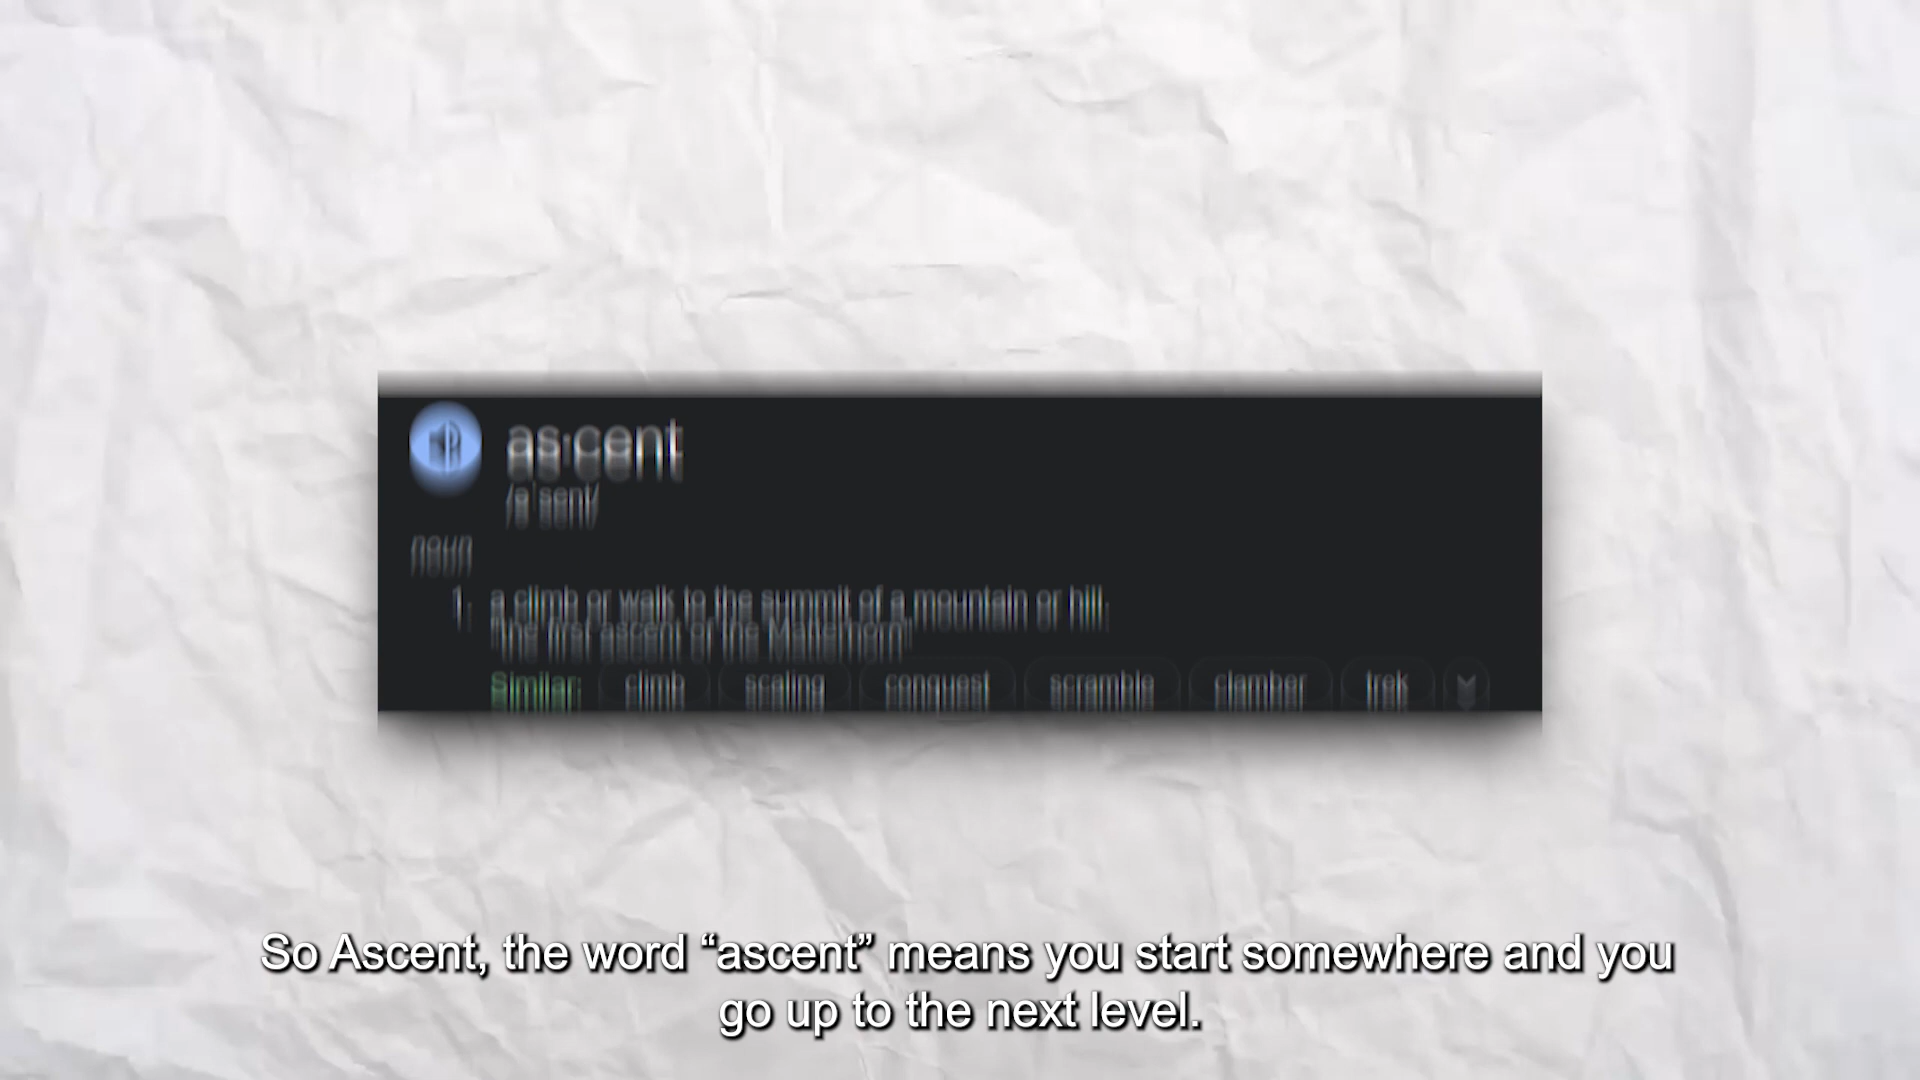 as·cent
/əˈsent/
noun
1. a climb or walk to the summit of a mountain or hill.
"the first ascent of the Matterhorn"
Similar: climb scaling conquest scramble clamber trek
So Ascent, the word “ascent” means you start somewhere and you
go up to the next level.